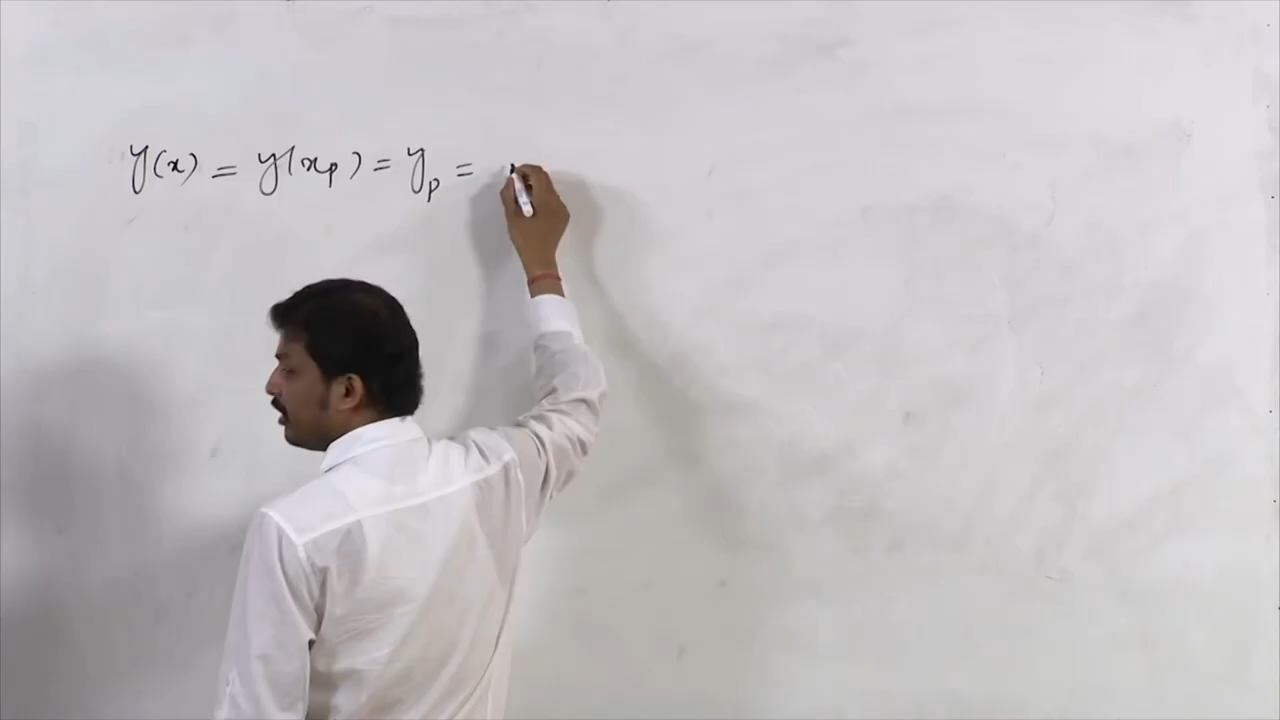 y(x) = y(xₚ) = yₚ =